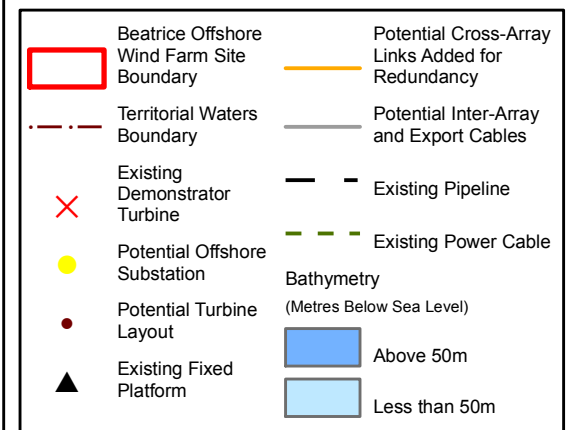 Beatrice Offshore
Wind Farm Site
Boundary
Territorial Waters
Boundary
Existing
Demonstrator
Turbine
Potential Offshore
Substation
Potential Turbine
Layout
Existing Fixed
Platform
Potential Cross-Array
Links Added for
Redundancy
Potential Inter-Array
and Export Cables
Existing Pipeline
Existing Power Cable
Bathymetry
(Metres Below Sea Level)
Above 50m
Less than 50m